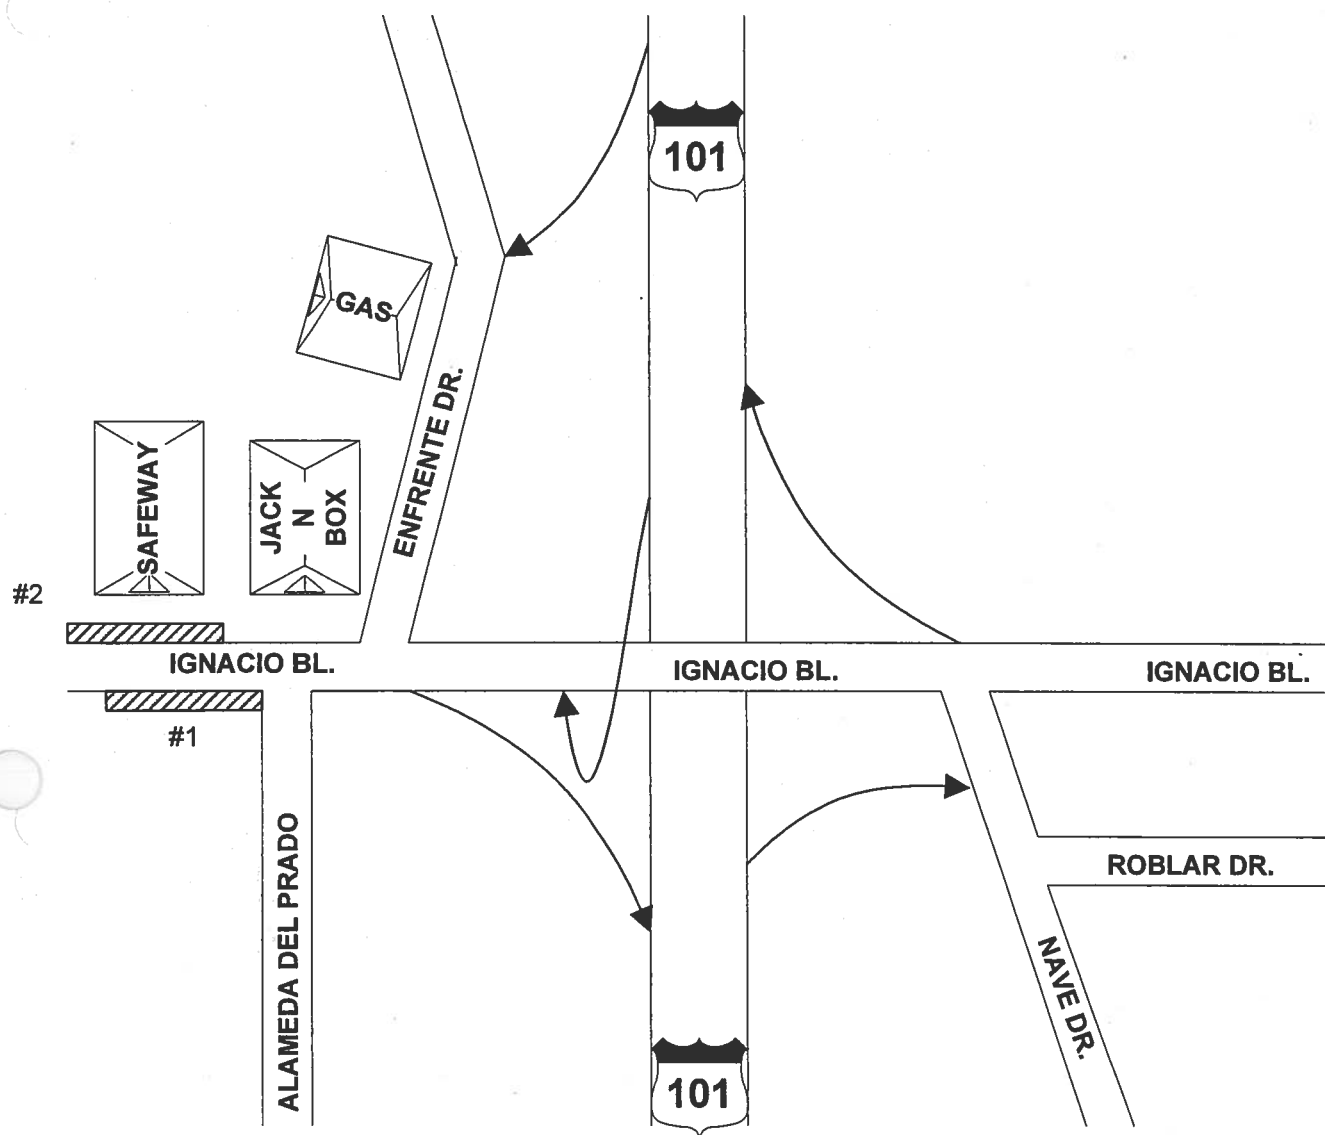 101
GAS
ENFRENTE DR.
SAFEWAY
JACK
N
BOX
#2
IGNACIO BL.
IGNACIO BL.
IGNACIO BL.
#1
ALAMEDA DEL PRADO
ROBLAR DR.
NAVE DR.
101